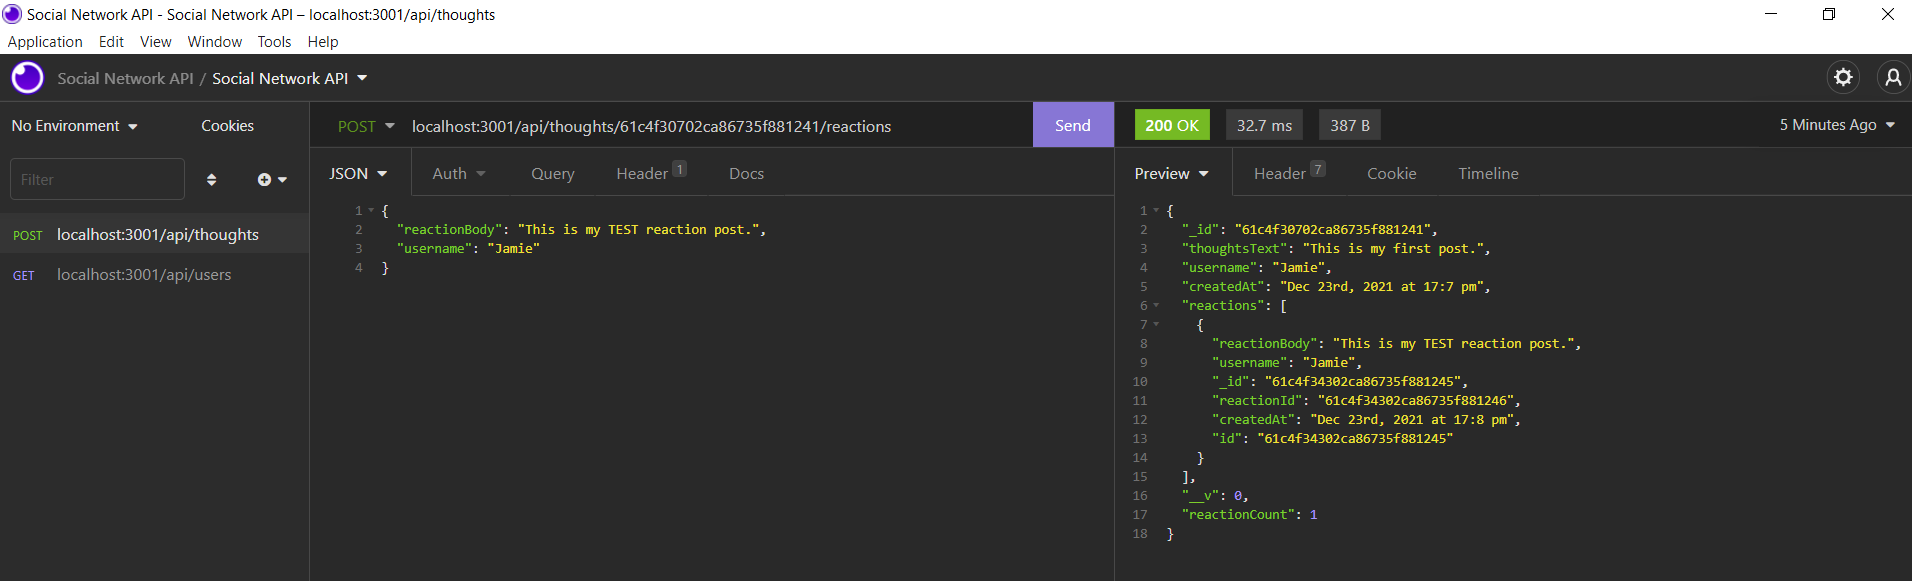 Social Network API - Social Network API – localhost:3001/api/thoughts
Application Edit View Window Tools Help
Social Network API / Social Network API
No Environment Cookies
Filter
POST localhost:3001/api/thoughts
GET localhost:3001/api/users
POST localhost:3001/api/thoughts/61c4f30702ca86735f881241/reactions Send
JSON Auth Query Header 1 Docs
1 {
2 "reactionBody": "This is my TEST reaction post.",
3 "username": "Jamie"
4 }
200 OK 32.7 ms 387 B 5 Minutes Ago
Preview Header 7 Cookie Timeline
1 {
2 "_id": "61c4f30702ca86735f881241",
3 "thoughtsText": "This is my first post.",
4 "username": "Jamie",
5 "createdAt": "Dec 23rd, 2021 at 17:7 pm",
6 "reactions": [
7 {
8 "reactionBody": "This is my TEST reaction post.",
9 "username": "Jamie",
10 "_id": "61c4f34302ca86735f881245",
11 "reactionId": "61c4f34302ca86735f881246",
12 "createdAt": "Dec 23rd, 2021 at 17:8 pm",
13 "id": "61c4f34302ca86735f881245"
14 }
15 ],
16 "__v": 0,
17 "reactionCount": 1
18 }